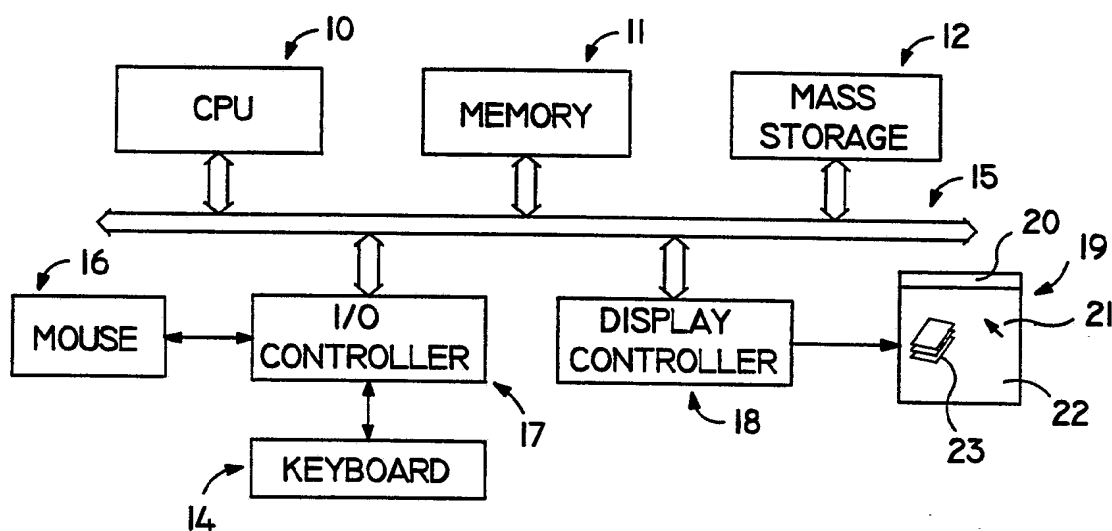 10
11
12
CPU
MEMORY
MASS
STORAGE
15
16
20
19
MOUSE
I/O
CONTROLLER
DISPLAY
CONTROLLER
21
17
18
22
23
KEYBOARD
14